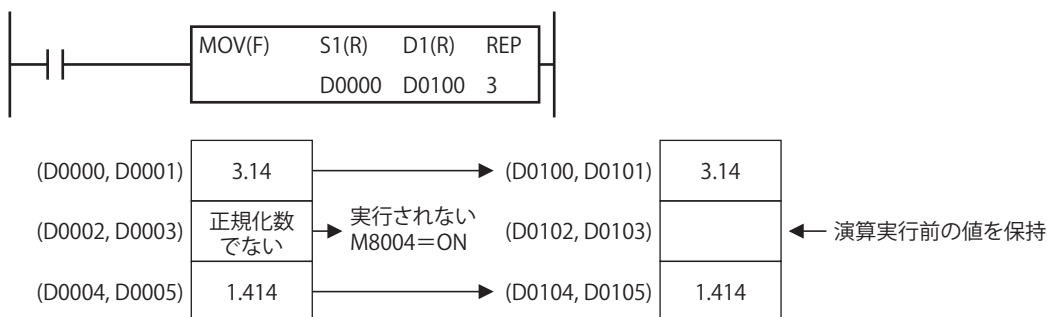 MOV(F) S1(R) D1(R) REP
D0000 D0100 3
(D0000, D0001) 3.14 (D0100, D0101) 3.14
(D0002, D0003) 正規化数 でない 実行されない (D0102, D0103) 演算実行前の値を保持
M8004=ON
(D0004, D0005) 1.414 (D0104, D0105) 1.414